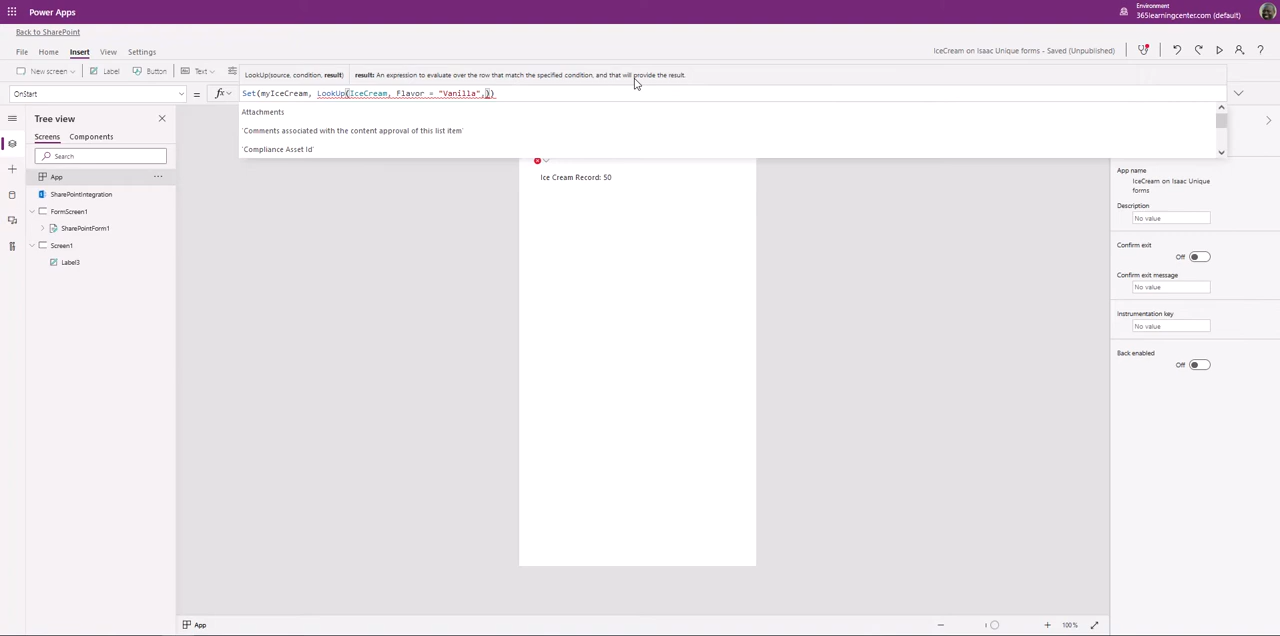 Power Apps
Environment
365learningcenter.com (default)
Back to SharePoint
File Home Insert View Settings
IceCream on Isaac Unique forms - Saved (Unpublished)
New screen Label Button Text
LookUp(source, condition, result) result: An expression to evaluate over the row that match the specified condition, and that will provide the result.
OnStart = fx Set(myIceCream, LookUp(IceCream, Flavor = "Vanilla",))
Attachments
'Comments associated with the content approval of this list item'
'Compliance Asset Id'
Tree view
Screens Components
Search
App
SharePointIntegration
FormScreen1
SharePointForm1
Screen1
Label3
Ice Cream Record: 50
App name
IceCream on Isaac Unique forms
Description
No value
Confirm exit
Off
Confirm exit message
No value
Instrumentation key
No value
Back enabled
Off
App
100 %